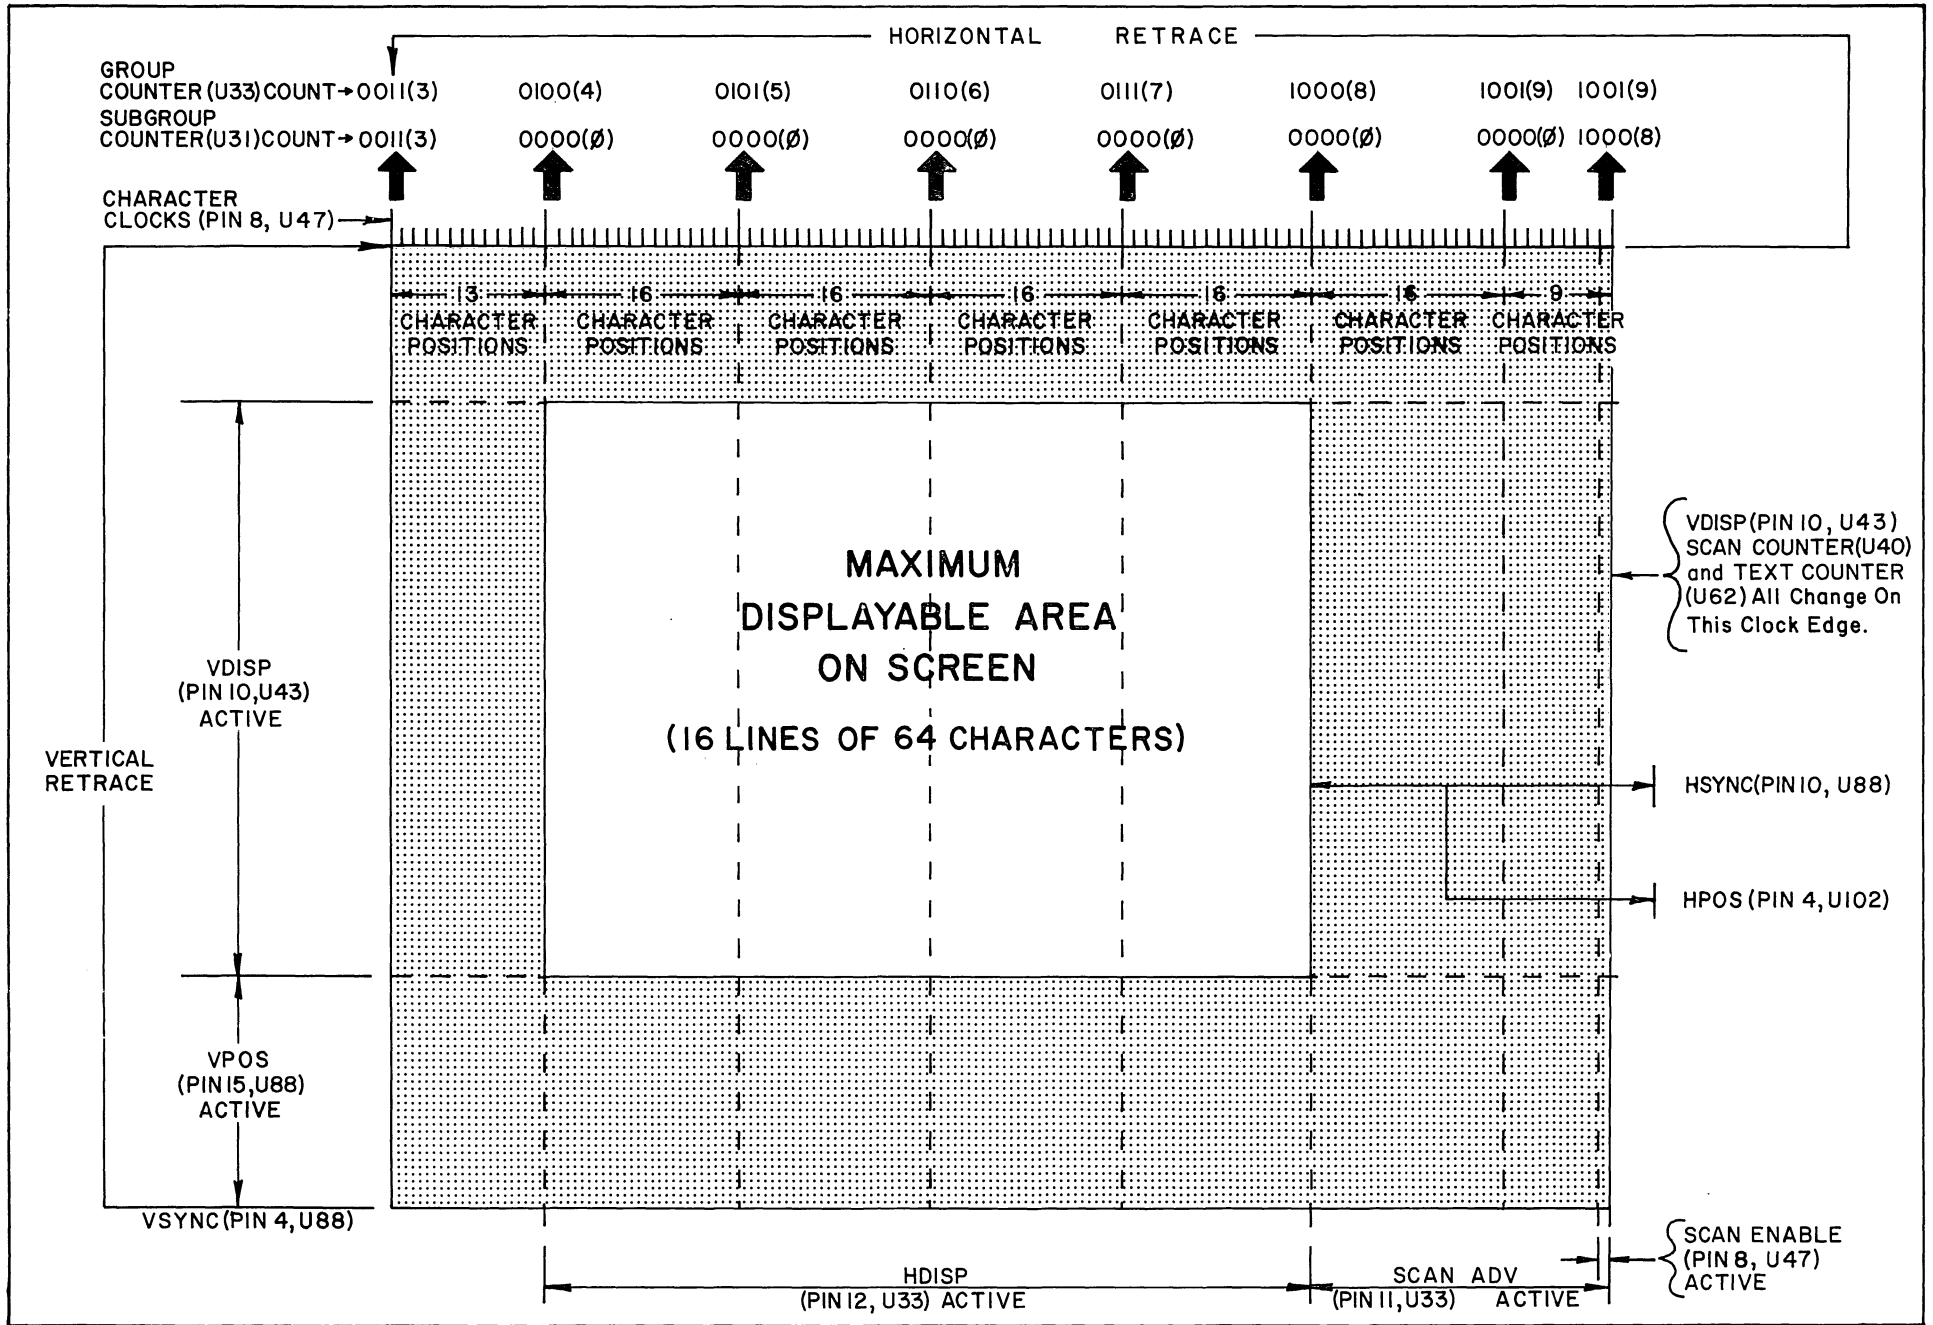 HORIZONTAL RETRACE
GROUP
COUNTER (U33) COUNT→0011(3) 0100(4) 0101(5) 0110(6) 0111(7) 1000(8) 1001(9) 1001(9)
SUBGROUP
COUNTER(U31)COUNT→0011(3) 0000(Ø) 0000(Ø) 0000(Ø) 0000(Ø) 0000(Ø) 0000(Ø) 1000(8)
CHARACTER
CLOCKS (PIN 8, U47)
13 16 16 16 16 16 9
CHARACTER CHARACTER CHARACTER CHARACTER CHARACTER CHARACTER CHARACTER
POSITIONS POSITIONS POSITIONS POSITIONS POSITIONS POSITIONS POSITIONS
MAXIMUM
DISPLAYABLE AREA
ON SCREEN
(16 LINES OF 64 CHARACTERS)
VDISP(PIN 10, U43)
SCAN COUNTER(U40)
and TEXT COUNTER
(U62) All Change On
This Clock Edge.
VDISP
(PIN 10,U43)
ACTIVE
VERTICAL
RETRACE
HSYNC(PIN 10, U88)
HPOS (PIN 4, U102)
VPOS
(PIN 15,U88)
ACTIVE
VSYNC(PIN 4, U88)
HDISP
(PIN 12, U33) ACTIVE
SCAN ADV
(PIN 11,U33) ACTIVE
SCAN ENABLE
(PIN 8, U47)
ACTIVE